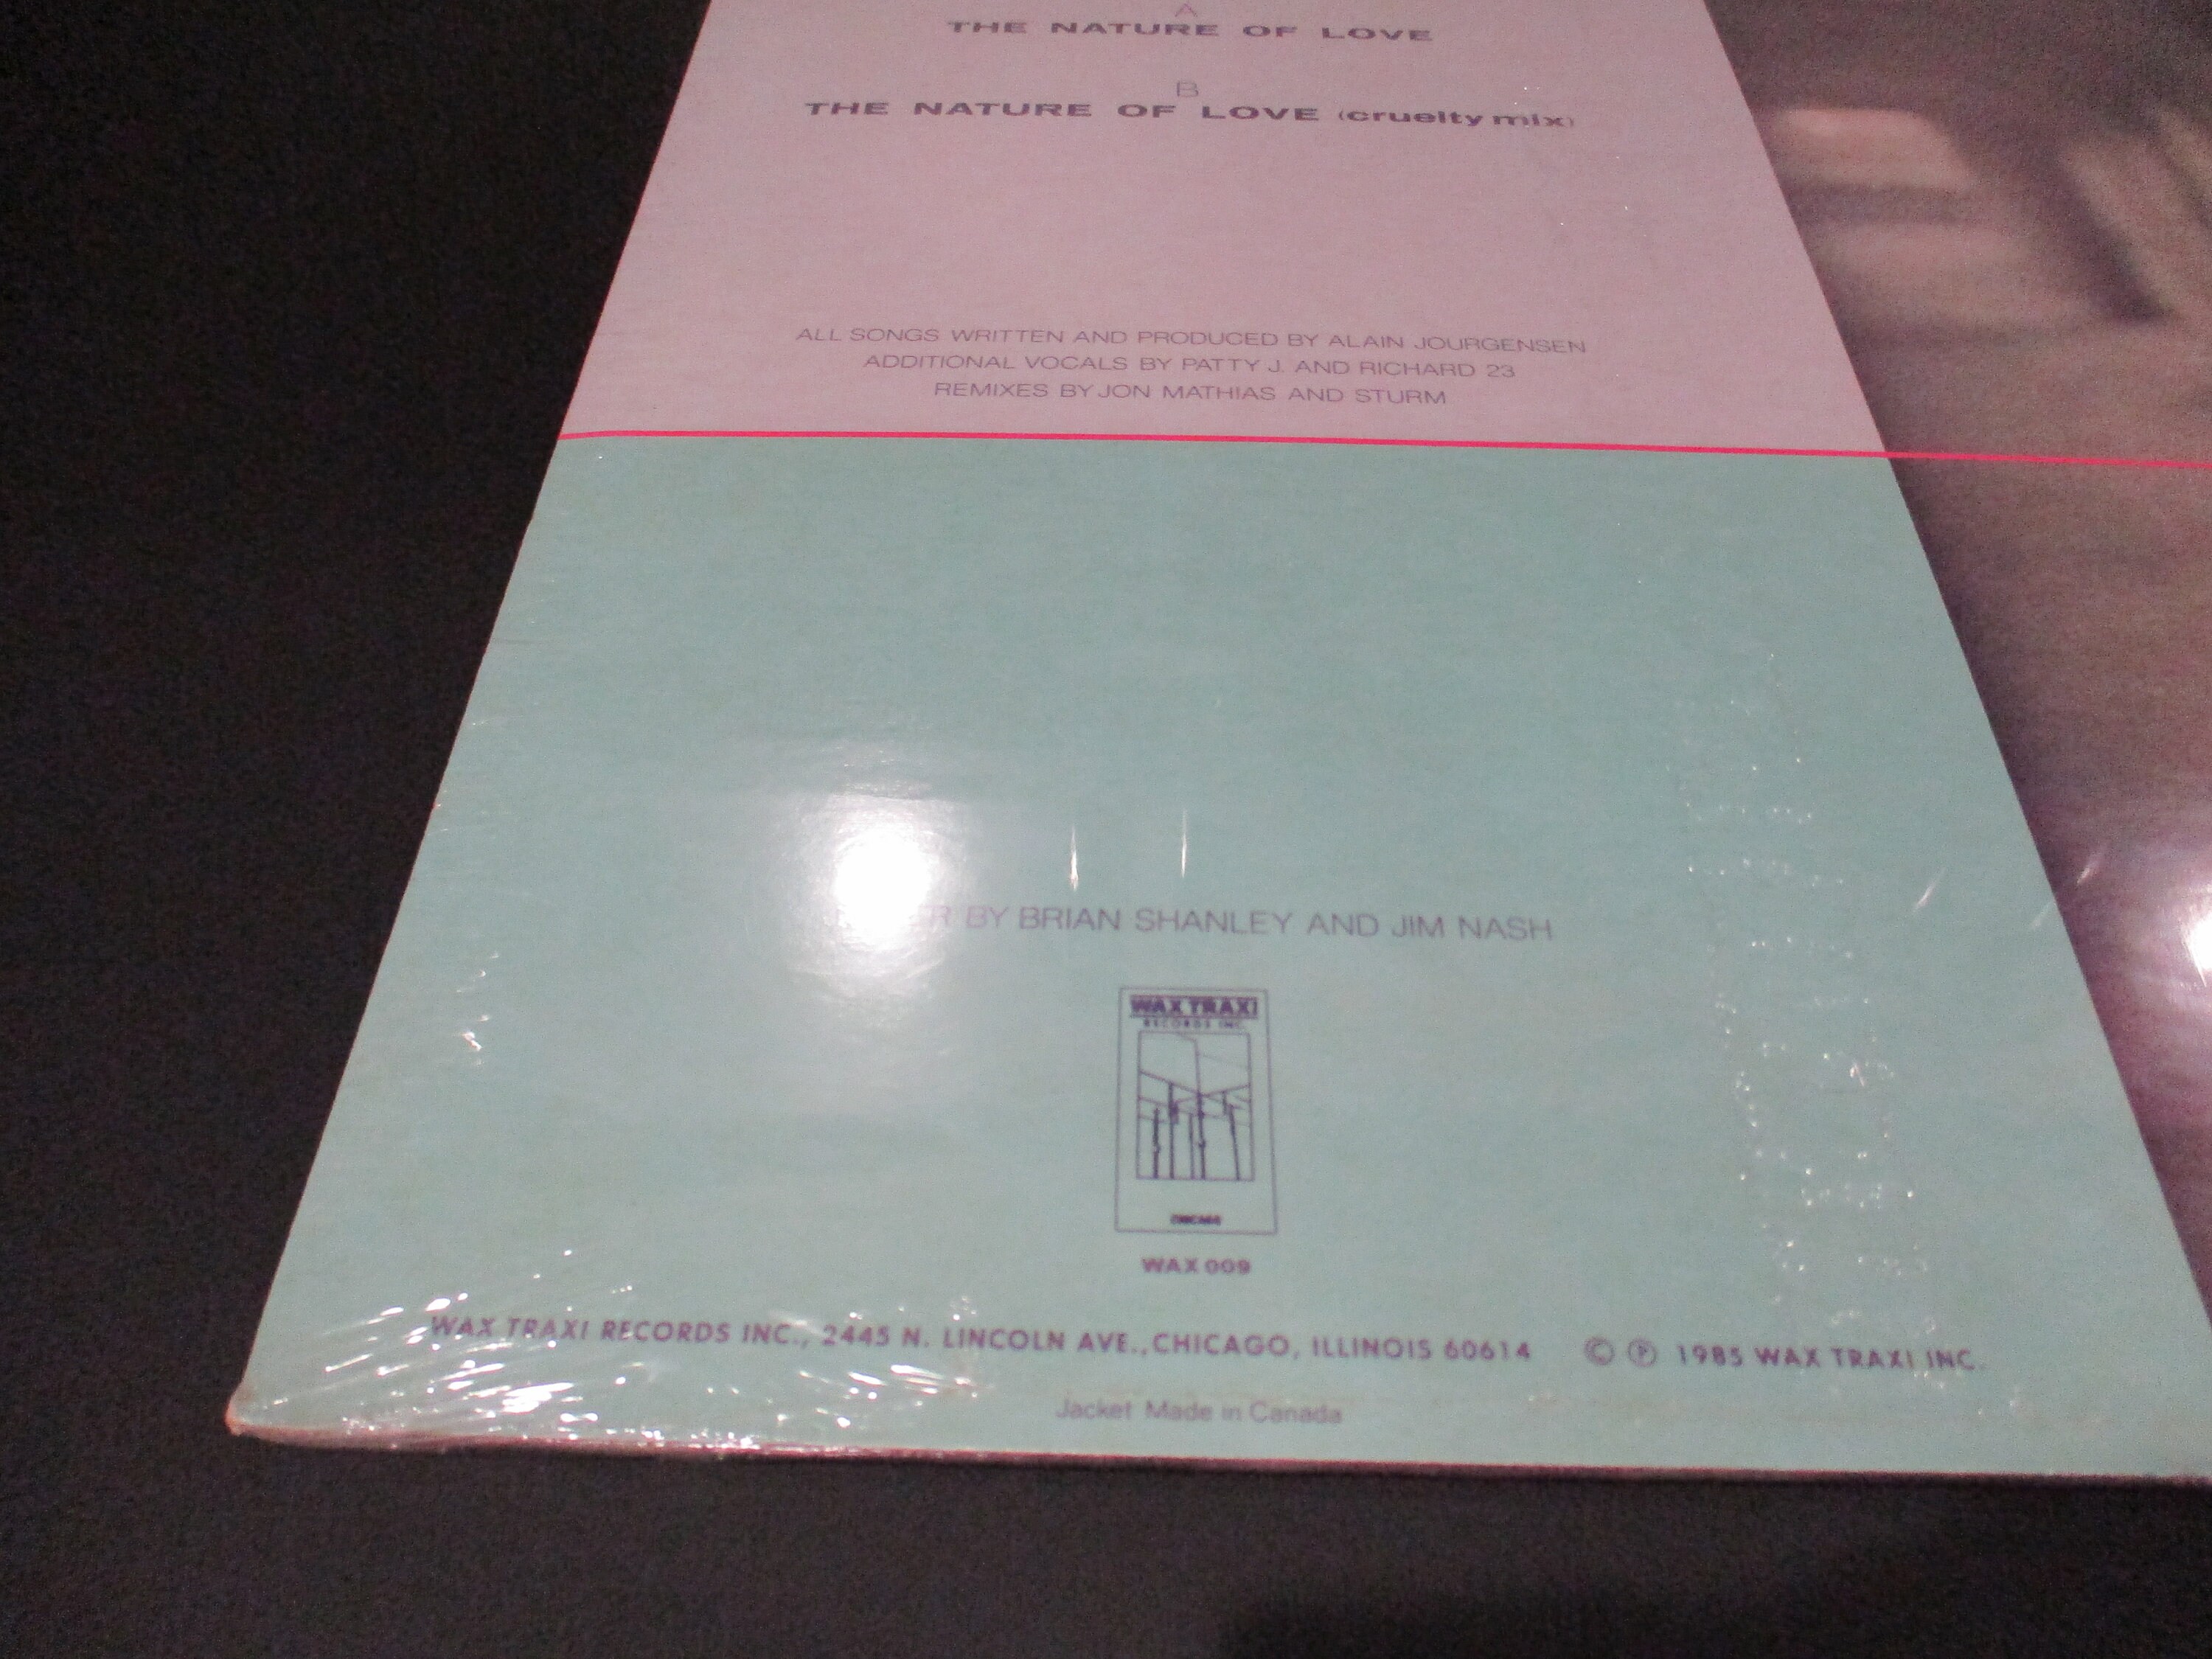 A
THE NATURE OF LOVE
B
THE NATURE OF LOVE (cruelty mix)
ALL SONGS WRITTEN AND PRODUCED BY ALAIN JOURGENSEN
ADDITIONAL VOCALS BY PATTY J. AND RICHARD 23
REMIXES BY JON MATHIAS AND STURM
BY BRIAN SHANLEY AND JIM NASH
WAX TRAX!
RECORDS INC.
CHICAGO
WAX 009
WAX TRAX! RECORDS INC., 2445 N. LINCOLN AVE., CHICAGO, ILLINOIS 60614 © ℗ 1985 WAX TRAX! INC.
Jacket Made in Canada